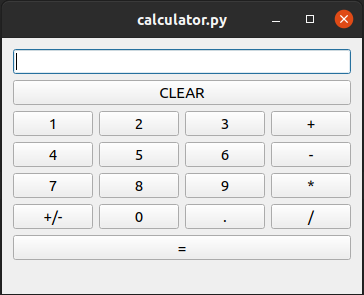 calculator.py
CLEAR
1 2 3 +
4 5 6 -
7 8 9 *
+/- 0 . /
=